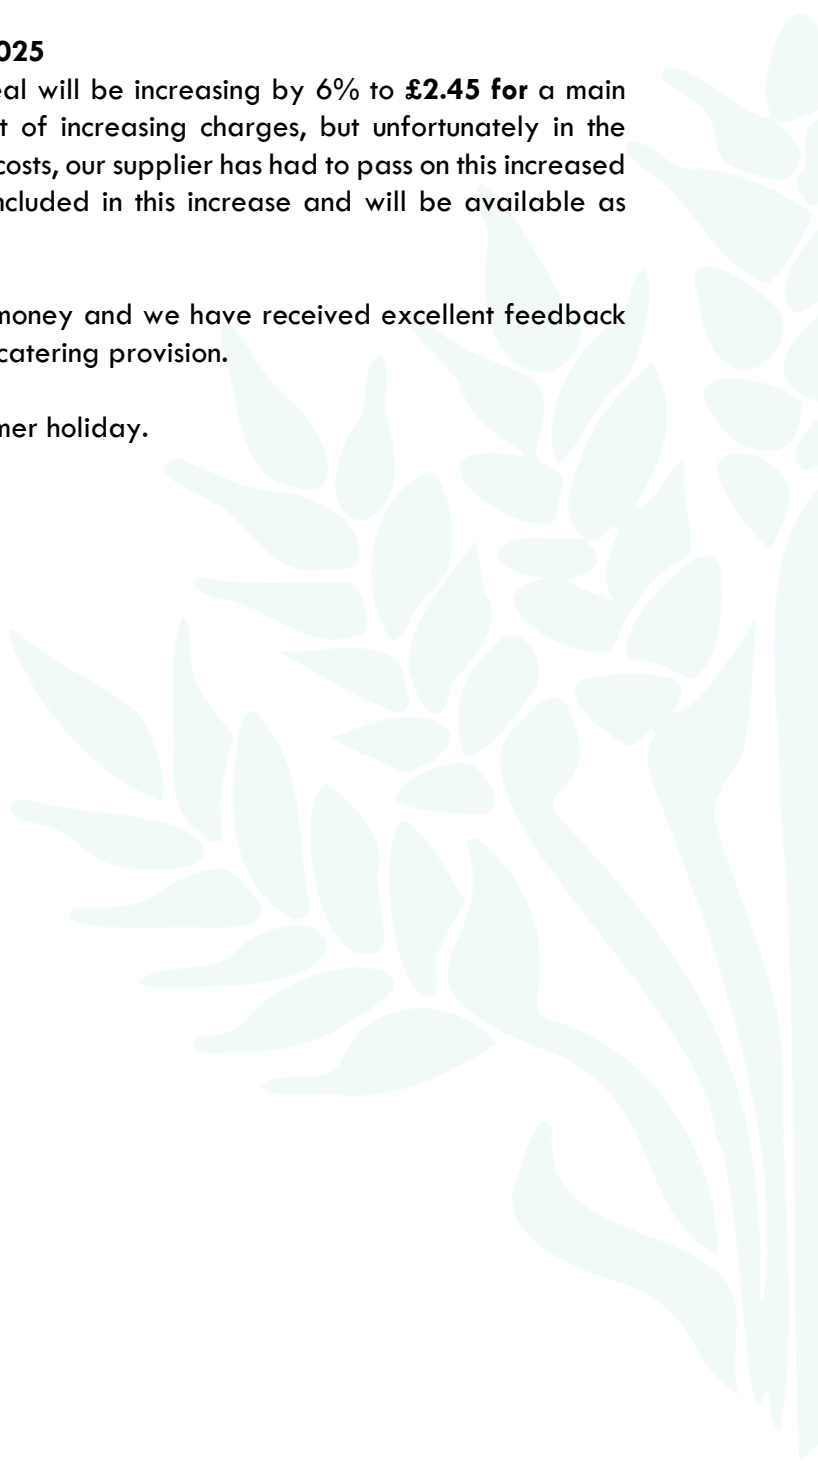 025
eal will be increasing by 6% to £2.45 for a main
t of increasing charges, but unfortunately in the
costs, our supplier has had to pass on this increased
ncluded in this increase and will be available as
money and we have received excellent feedback
catering provision.
mer holiday.